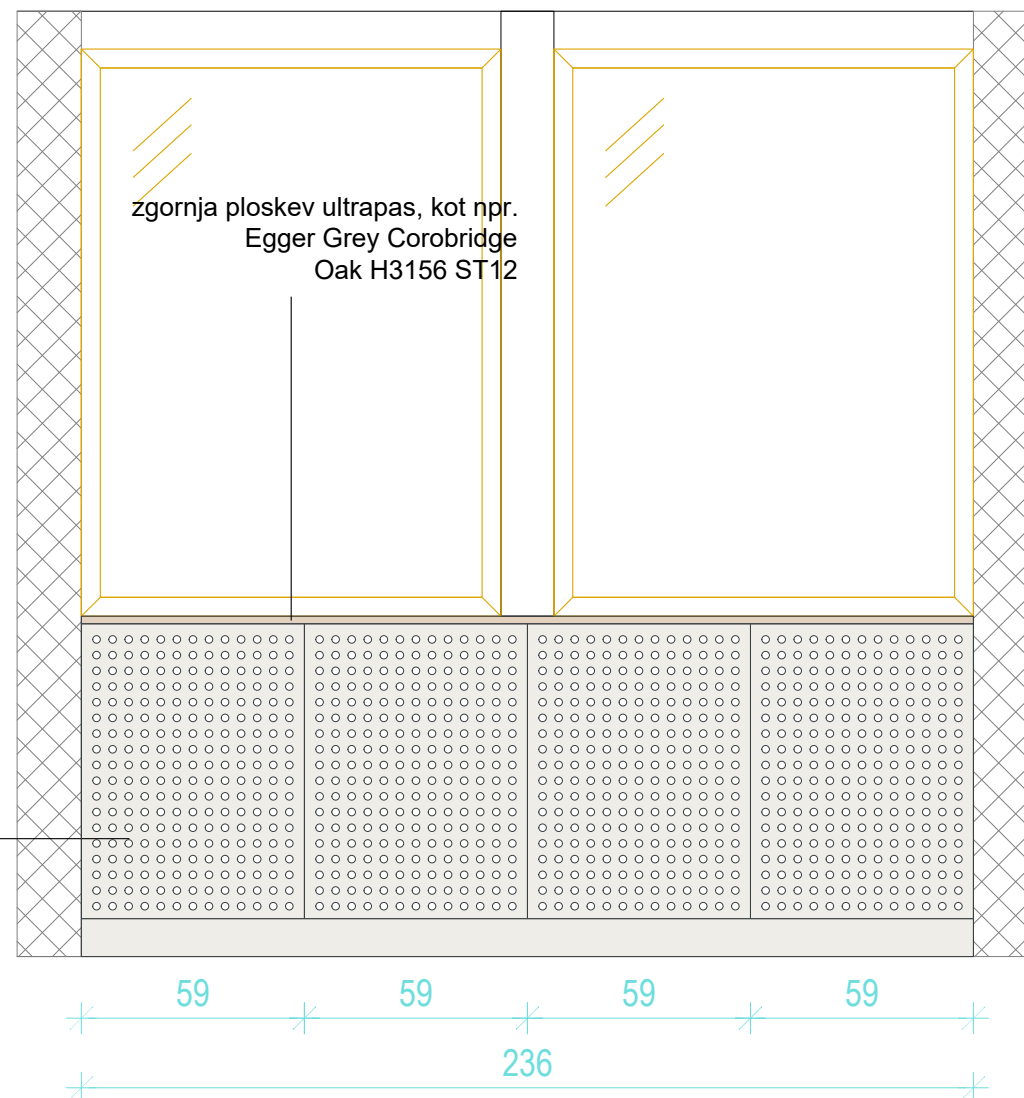 zgornja ploskev ultrapas, kot npr.
Egger Grey Corobridge
Oak H3156 ST12
59 59 59 59
236